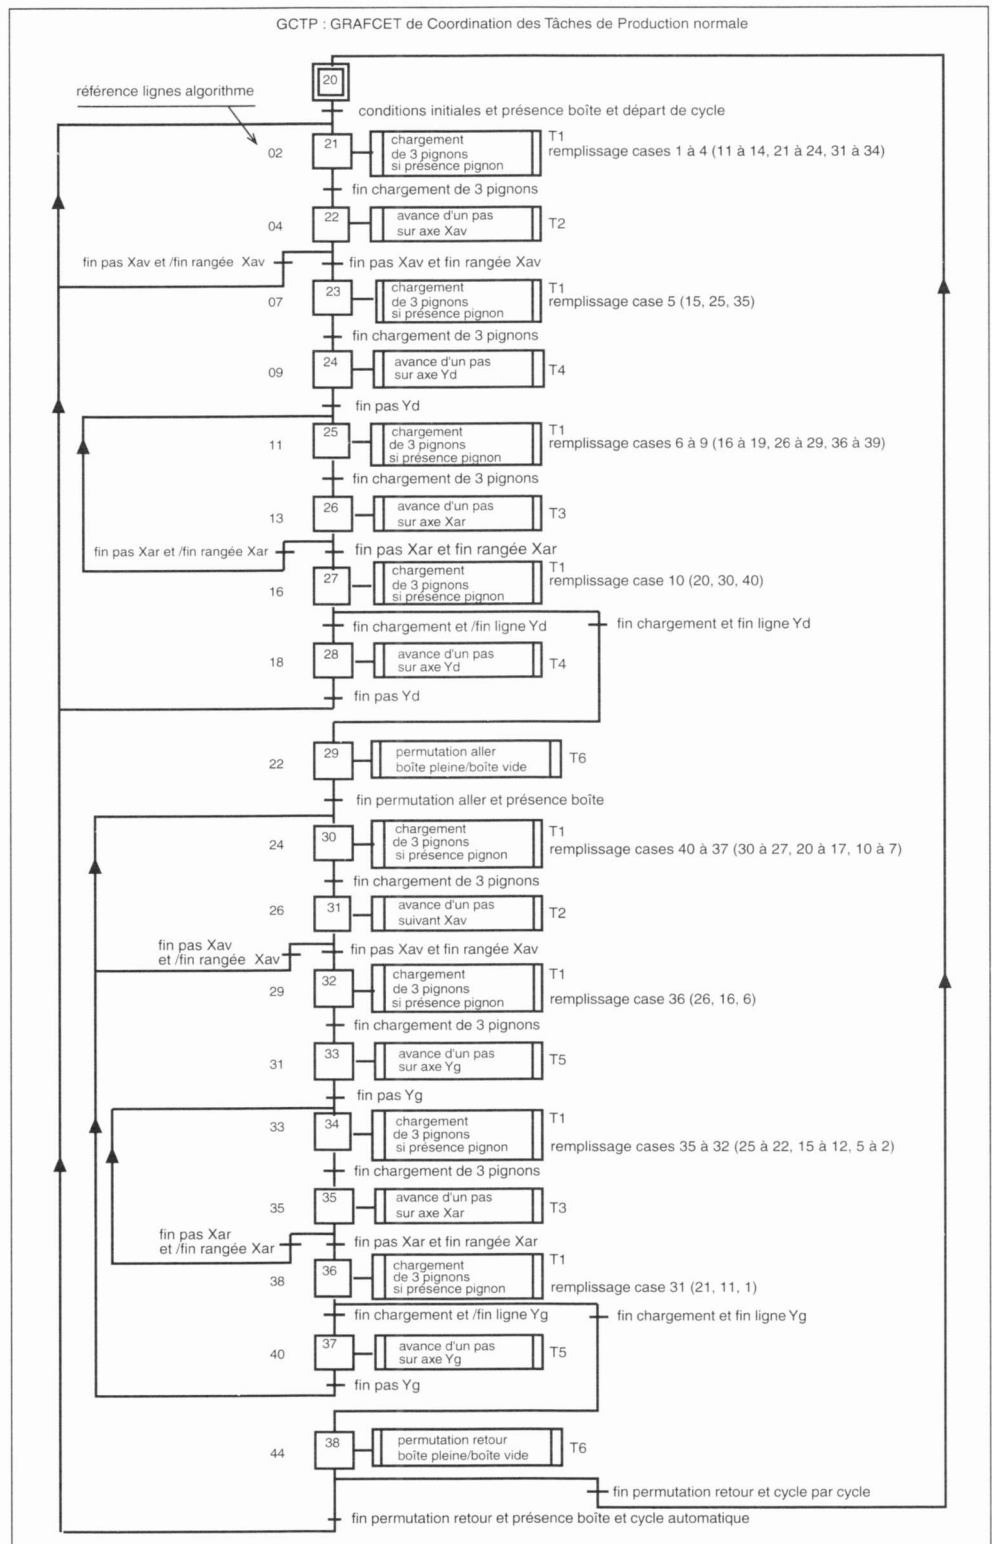 GCTP : GRAFCET de Coordination des Tâches de Production normale
20
référence lignes algorithme
conditions initiales et présence boîte et départ de cycle
02
21
chargement
de 3 pignons
si présence pignon
T1
remplissage cases 1 à 4 (11 à 14, 21 à 24, 31 à 34)
fin chargement de 3 pignons
04
22
avance d'un pas
sur axe Xav
T2
fin pas Xav et /fin rangée Xav
fin pas Xav et fin rangée Xav
07
23
chargement
de 3 pignons
si présence pignon
T1
remplissage case 5 (15, 25, 35)
fin chargement de 3 pignons
09
24
avance d'un pas
sur axe Yd
T4
fin pas Yd
11
25
chargement
de 3 pignons
si présence pignon
T1
remplissage cases 6 à 9 (16 à 19, 26 à 29, 36 à 39)
fin chargement de 3 pignons
13
26
avance d'un pas
sur axe Xar
T3
fin pas Xar et /fin rangée Xar
fin pas Xar et fin rangée Xar
16
27
chargement
de 3 pignons
si présence pignon
T1
remplissage case 10 (20, 30, 40)
fin chargement et /fin ligne Yd
fin chargement et fin ligne Yd
18
28
avance d'un pas
sur axe Yd
T4
fin pas Yd
22
29
permutation aller
boîte pleine/boîte vide
T6
fin permutation aller et présence boîte
24
30
chargement
de 3 pignons
si présence pignon
T1
remplissage cases 40 à 37 (30 à 27, 20 à 17, 10 à 7)
fin chargement de 3 pignons
26
31
avance d'un pas
suivant Xav
T2
fin pas Xav
et /fin rangée Xav
fin pas Xav et fin rangée Xav
29
32
chargement
de 3 pignons
si présence pignon
T1
remplissage case 36 (26, 16, 6)
fin chargement de 3 pignons
31
33
avance d'un pas
sur axe Yg
T5
fin pas Yg
33
34
chargement
de 3 pignons
si présence pignon
T1
remplissage cases 35 à 32 (25 à 22, 15 à 12, 5 à 2)
fin chargement de 3 pignons
35
35
avance d'un pas
sur axe Xar
T3
fin pas Xar
et /fin rangée Xar
fin pas Xar et fin rangée Xar
38
36
chargement
de 3 pignons
si présence pignon
T1
remplissage case 31 (21, 11, 1)
fin chargement et /fin ligne Yg
fin chargement et fin ligne Yg
40
37
avance d'un pas
sur axe Yg
T5
fin pas Yg
44
38
permutation retour
boîte pleine/boîte vide
T6
fin permutation retour et cycle par cycle
fin permutation retour et présence boîte et cycle automatique